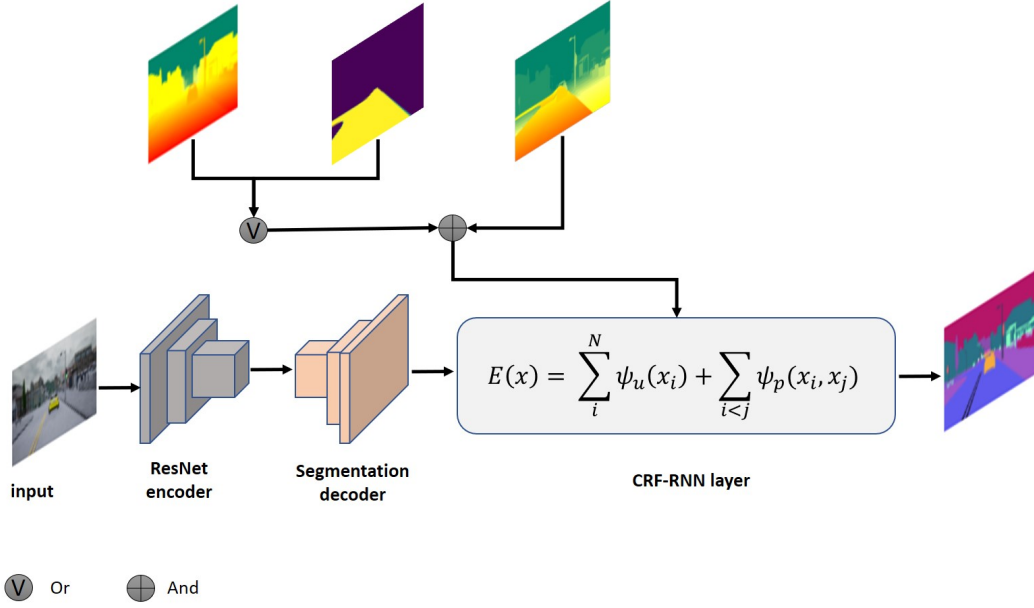 V
E(x) = ∑_i^N ψ_u(x_i) + ∑_{i<j} ψ_p(x_i, x_j)
input
ResNet
encoder
Segmentation
decoder
CRF-RNN layer
V Or
And